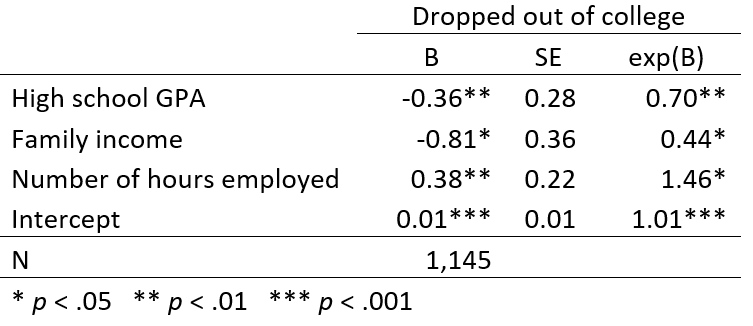 Dropped out of college
B SE exp(B)
High school GPA -0.36** 0.28 0.70**
Family income -0.81* 0.36 0.44*
Number of hours employed 0.38** 0.22 1.46*
Intercept 0.01*** 0.01 1.01***
N 1,145
* p < .05 ** p < .01 *** p < .001